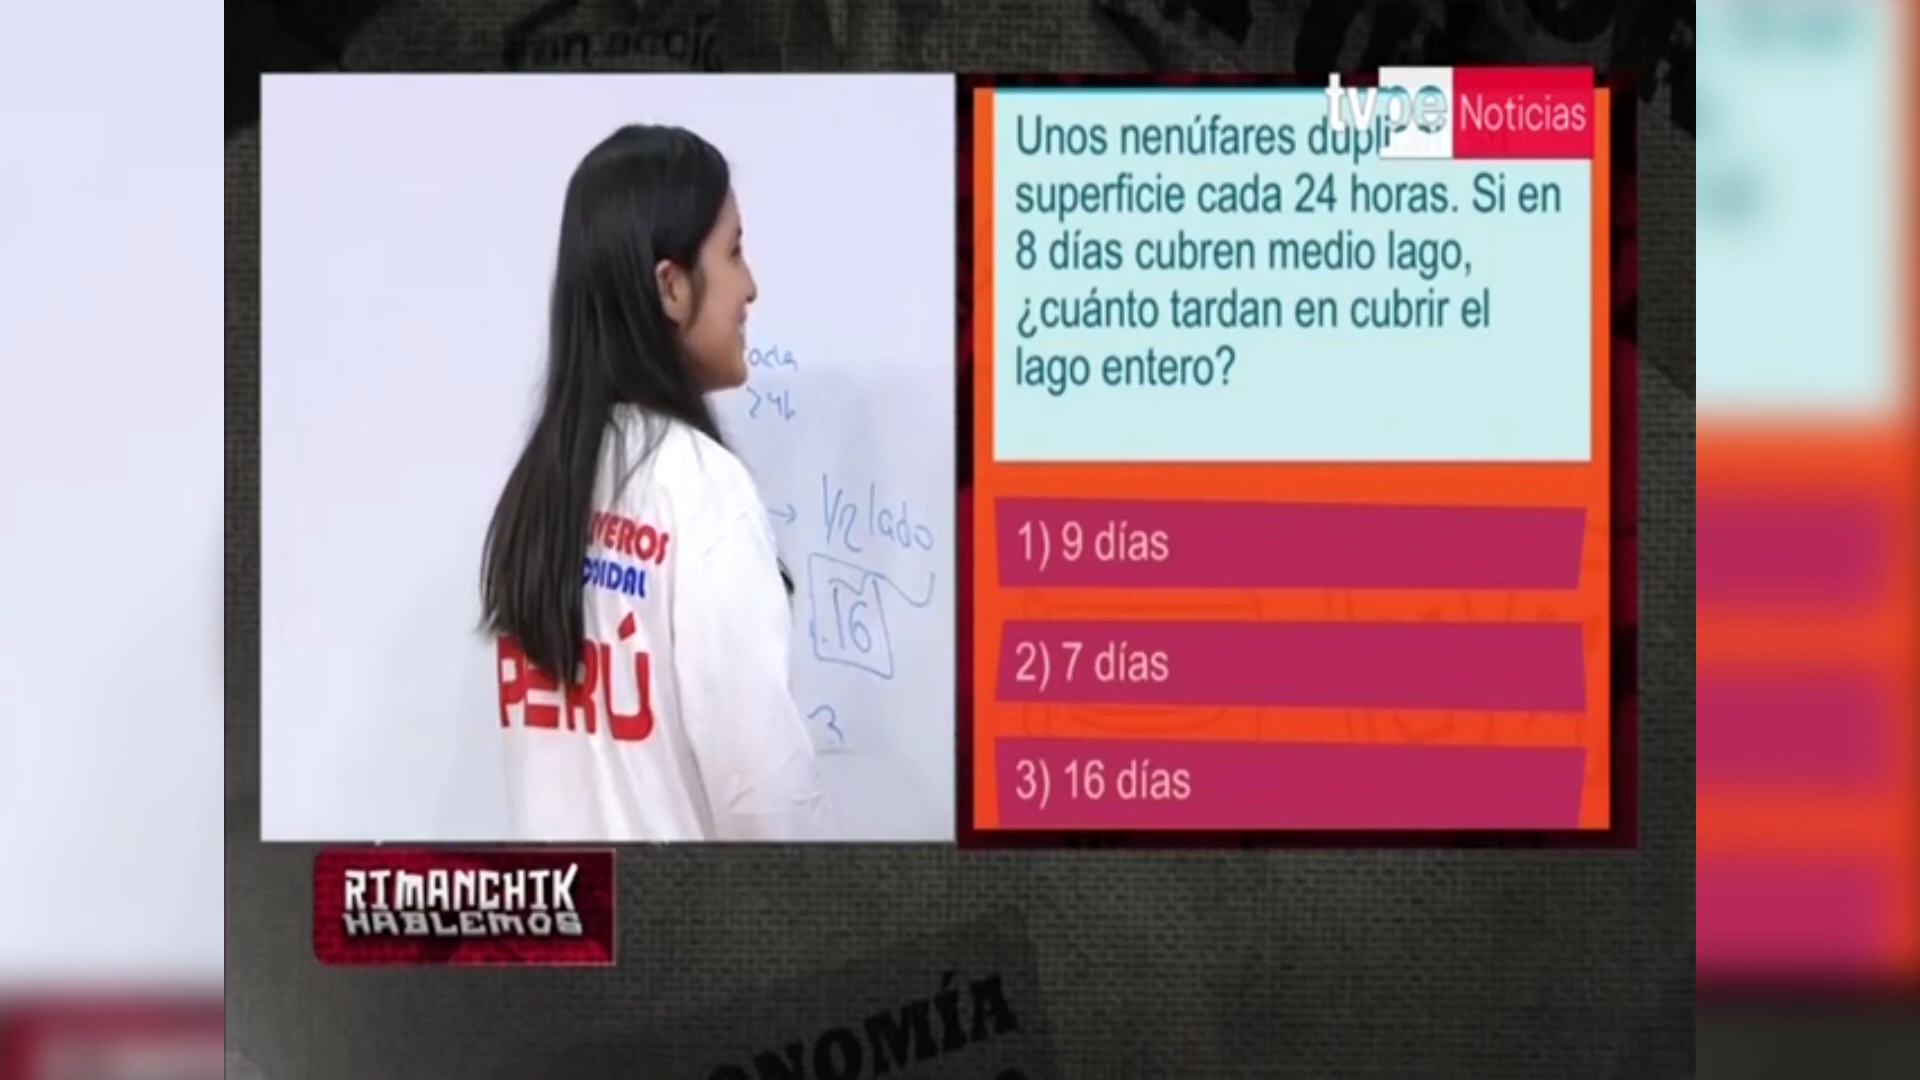 tvpe Noticias
Unos nenúfares dupli
superficie cada 24 horas. Si en
8 días cubren medio lago,
¿cuánto tardan en cubrir el
lago entero?
1) 9 días
2) 7 días
3) 16 días
24h
→ 1/2 lado
16
3
PERÚ
RIMANCHIK
HABLEMOS